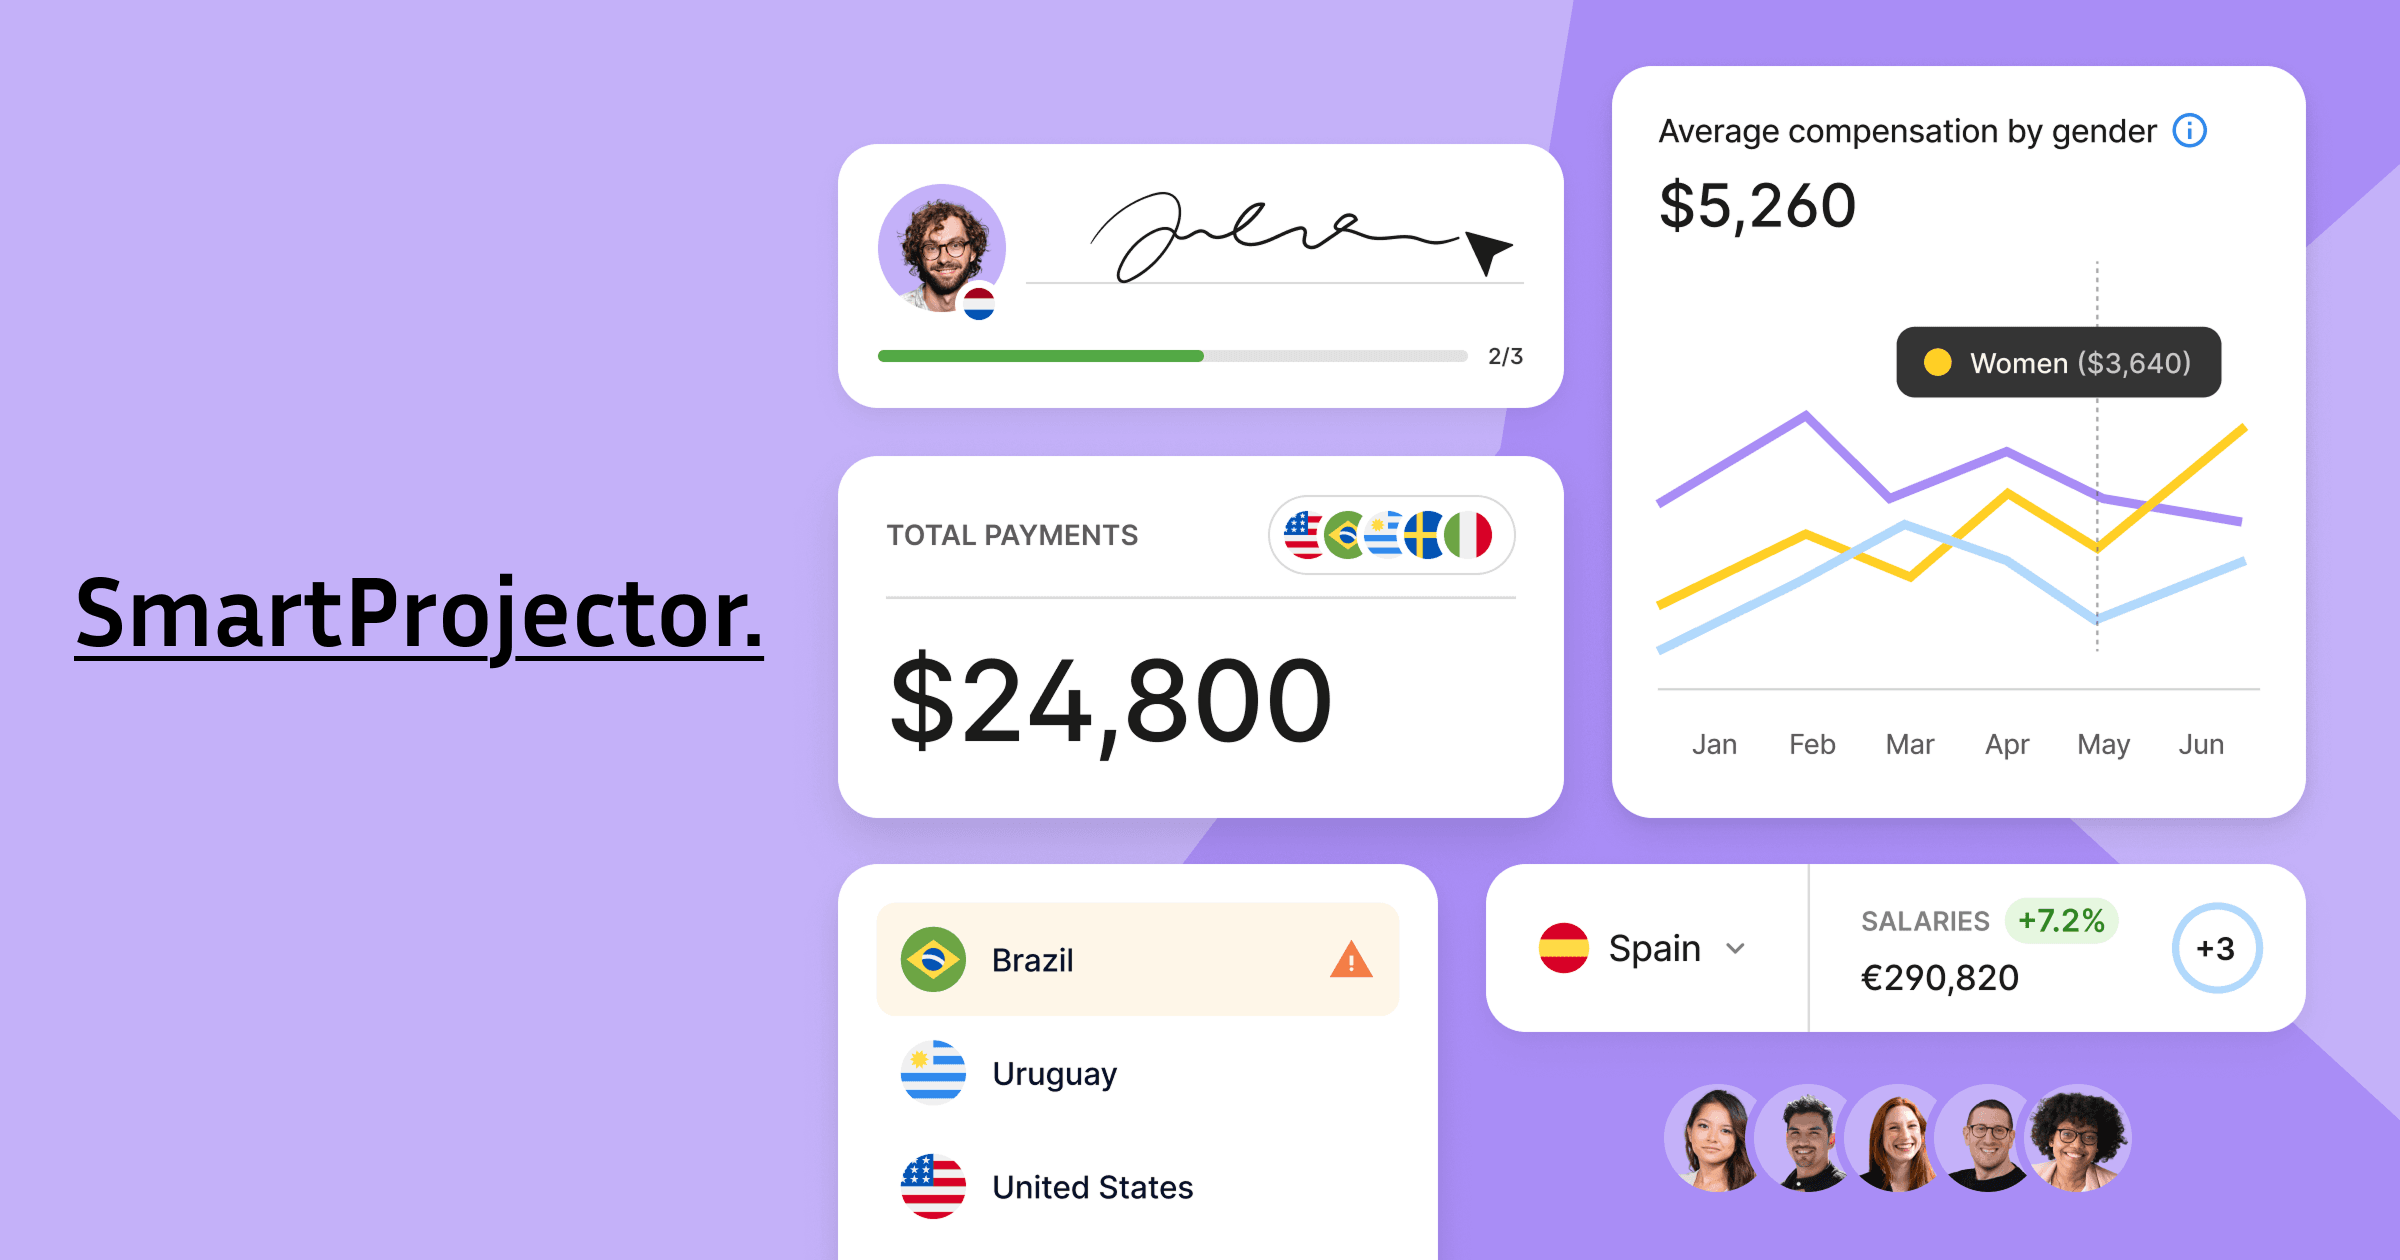 SmartProjector.
2/3
TOTAL PAYMENTS
$24,800
Brazil
Uruguay
United States
Average compensation by gender
$5,260
Women ($3,640)
Jan Feb Mar Apr May Jun
Spain
SALARIES +7.2%
€290,820
+3